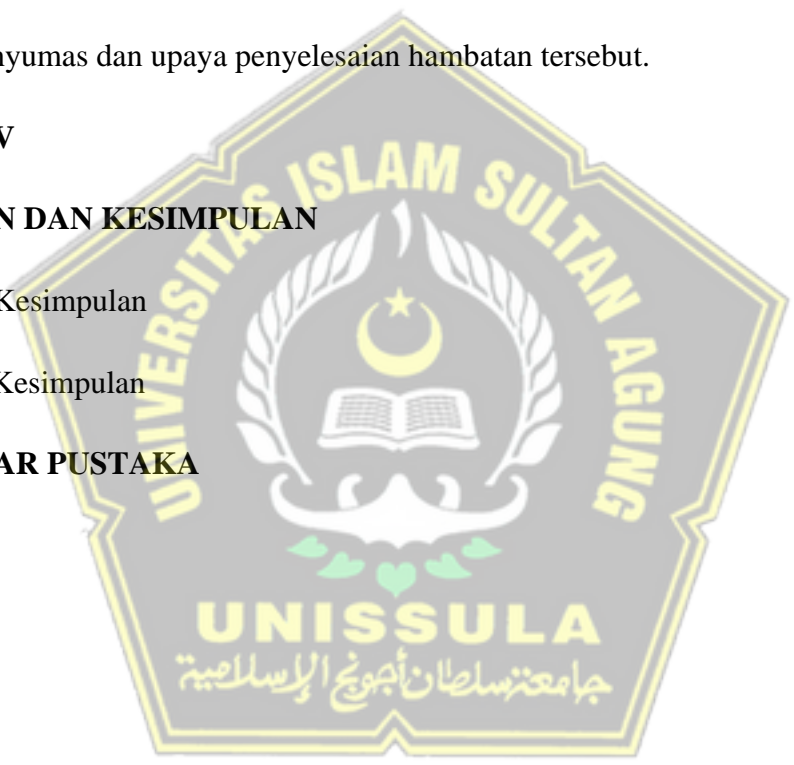 nyumas dan upaya penyelesaian hambatan tersebut.
V
N DAN KESIMPULAN
Kesimpulan
Kesimpulan
AR PUSTAKA
UNIVERSITAS ISLAM SULTAN AGUNG
UNISSULA
جامعة سلطان أجونج الإسلامية